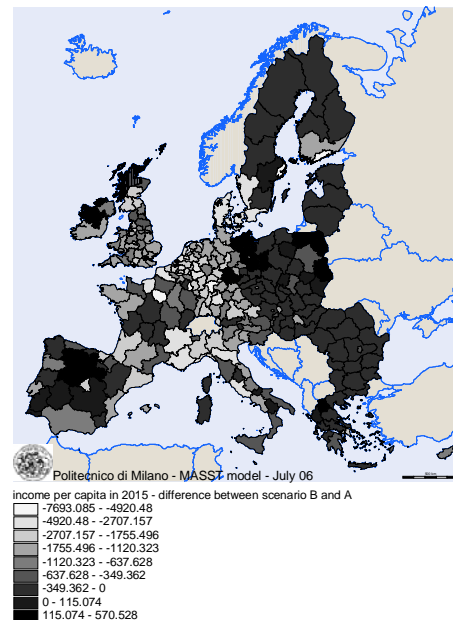 Politecnico di Milano - MASST model - July 06
income per capita in 2015 - difference between scenario B and A
-7693.085 - -4920.48
-4920.48 - -2707.157
-2707.157 - -1755.496
-1755.496 - -1120.323
-1120.323 - -637.628
-637.628 - -349.362
-349.362 - 0
0 - 115.074
115.074 - 570.528